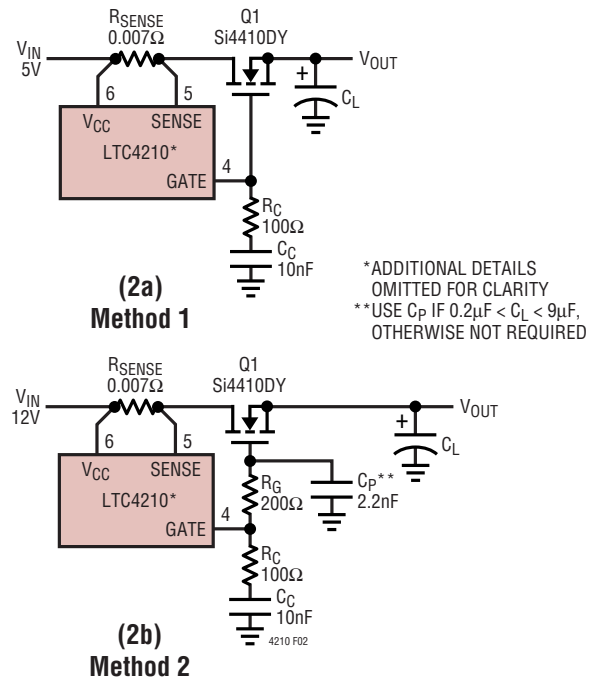 RSENSE
0.007Ω
Q1
Si4410DY
VIN
5V
VOUT
+
CL
6
5
VCC
SENSE
LTC4210*
GATE
4
RC
100Ω
CC
10nF
(2a)
Method 1
*ADDITIONAL DETAILS
OMITTED FOR CLARITY
**USE CP IF 0.2µF < CL < 9µF,
OTHERWISE NOT REQUIRED
RSENSE
0.007Ω
Q1
Si4410DY
VIN
12V
VOUT
+
CL
6
5
VCC
SENSE
LTC4210*
GATE
4
RG
200Ω
CP**
2.2nF
RC
100Ω
CC
10nF
4210 F02
(2b)
Method 2